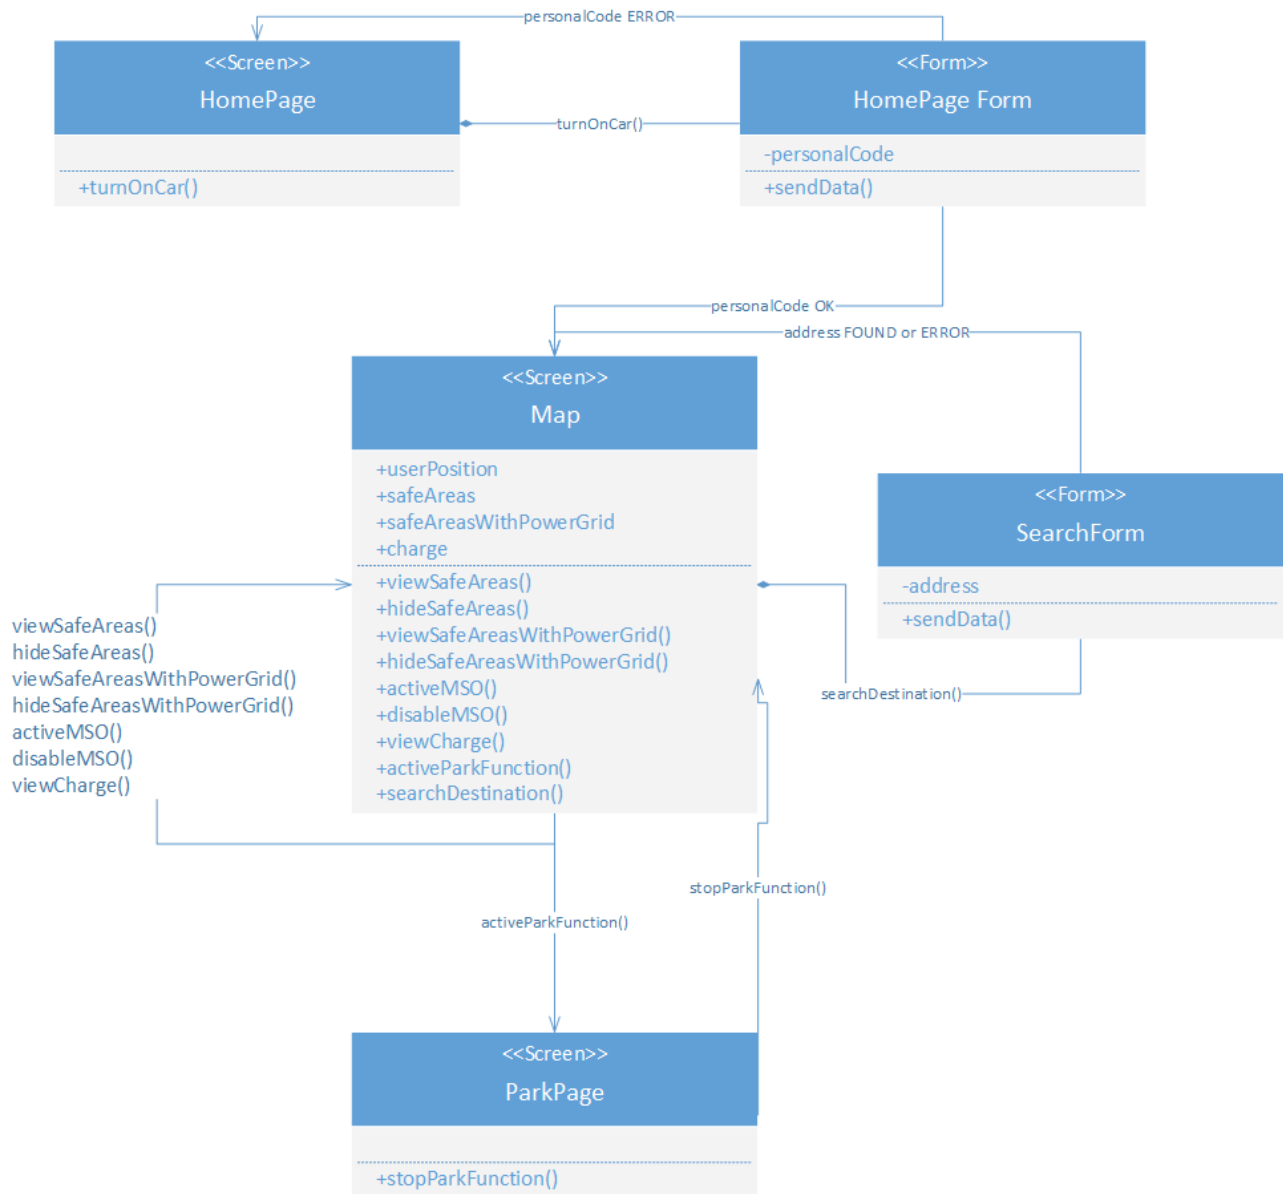 personalCode ERROR
<<Screen>>
HomePage
+turnOnCar()
turnOnCar()
<<Form>>
HomePage Form
-personalCode
+sendData()
personalCode OK
address FOUND or ERROR
<<Screen>>
Map
+userPosition
+safeAreas
+safeAreasWithPowerGrid
+charge
+viewSafeAreas()
+hideSafeAreas()
+viewSafeAreasWithPowerGrid()
+hideSafeAreasWithPowerGrid()
+activeMSO()
+disableMSO()
+viewCharge()
+activeParkFunction()
+searchDestination()
<<Form>>
SearchForm
-address
+sendData()
searchDestination()
viewSafeAreas()
hideSafeAreas()
viewSafeAreasWithPowerGrid()
hideSafeAreasWithPowerGrid()
activeMSO()
disableMSO()
viewCharge()
stopParkFunction()
activeParkFunction()
<<Screen>>
ParkPage
+stopParkFunction()